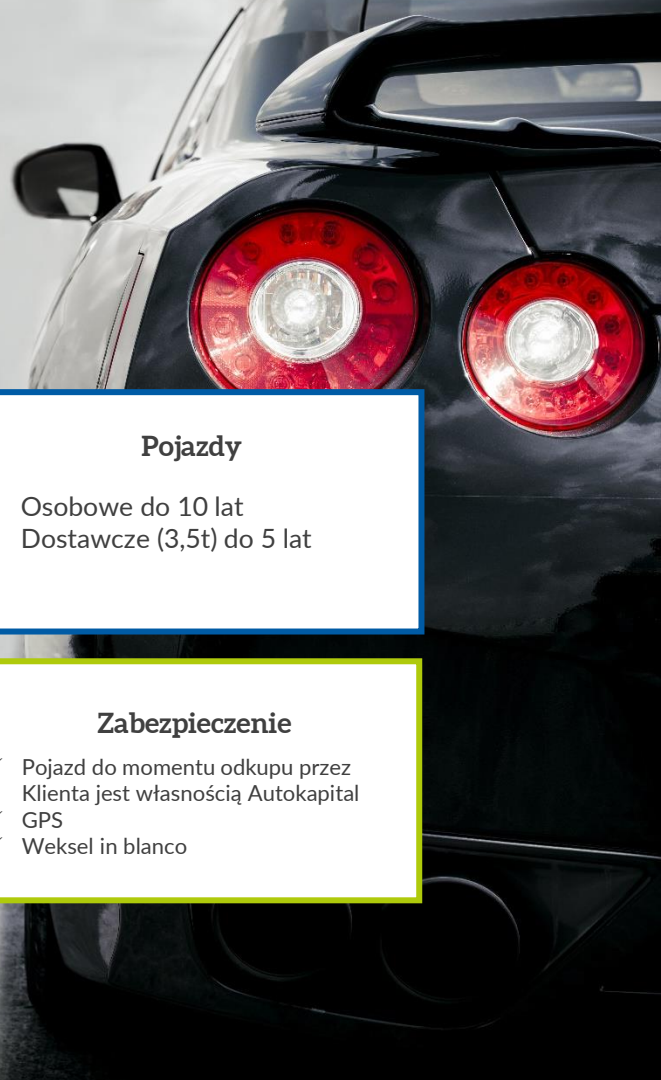 Pojazdy
Osobowe do 10 lat
Dostawcze (3,5t) do 5 lat
Zabezpieczenie
Pojazd do momentu odkupu przez
Klienta jest własnością Autokapital
GPS
Weksel in blanco